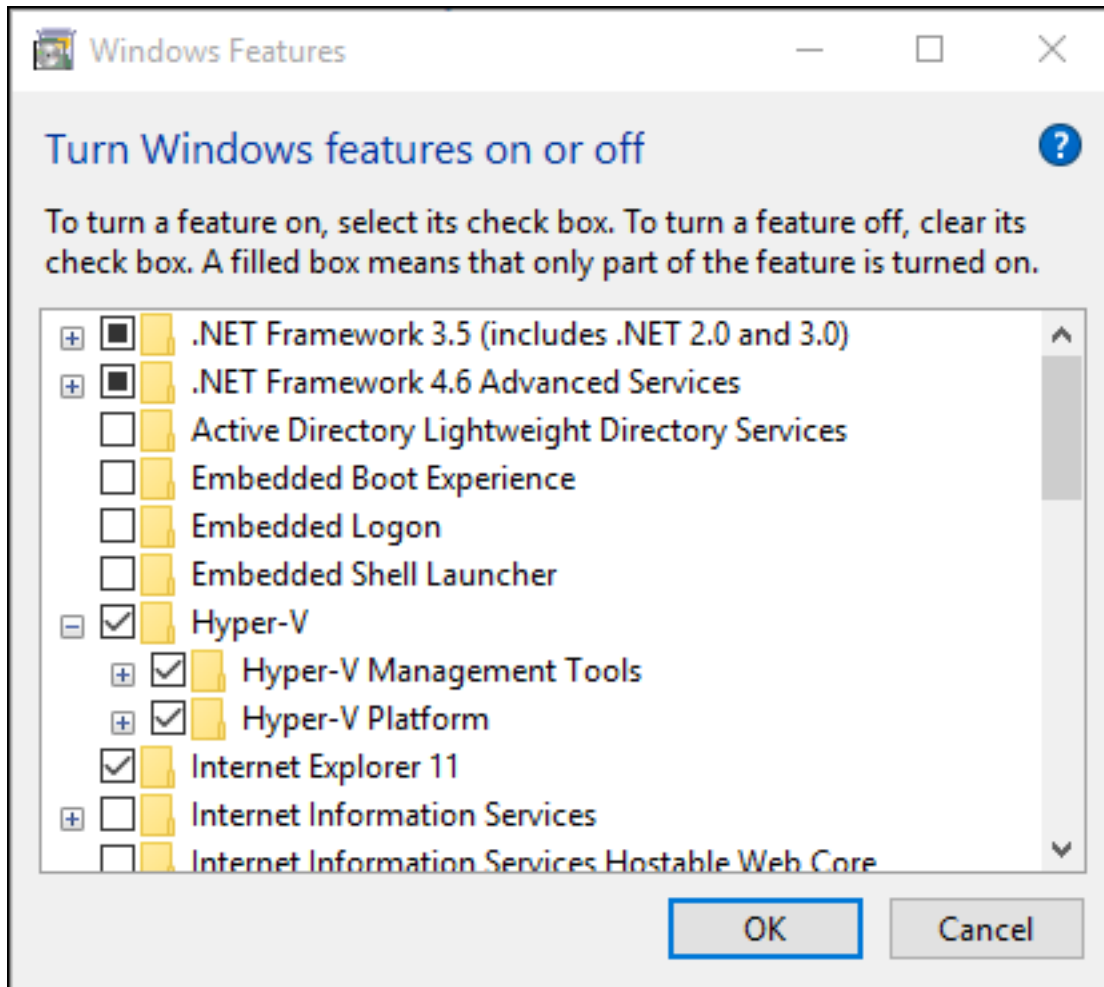 Windows Features
Turn Windows features on or off
To turn a feature on, select its check box. To turn a feature off, clear its
check box. A filled box means that only part of the feature is turned on.
.NET Framework 3.5 (includes .NET 2.0 and 3.0)
.NET Framework 4.6 Advanced Services
Active Directory Lightweight Directory Services
Embedded Boot Experience
Embedded Logon
Embedded Shell Launcher
Hyper-V
Hyper-V Management Tools
Hyper-V Platform
Internet Explorer 11
Internet Information Services
Internet Information Services Hostable Web Core
OK
Cancel